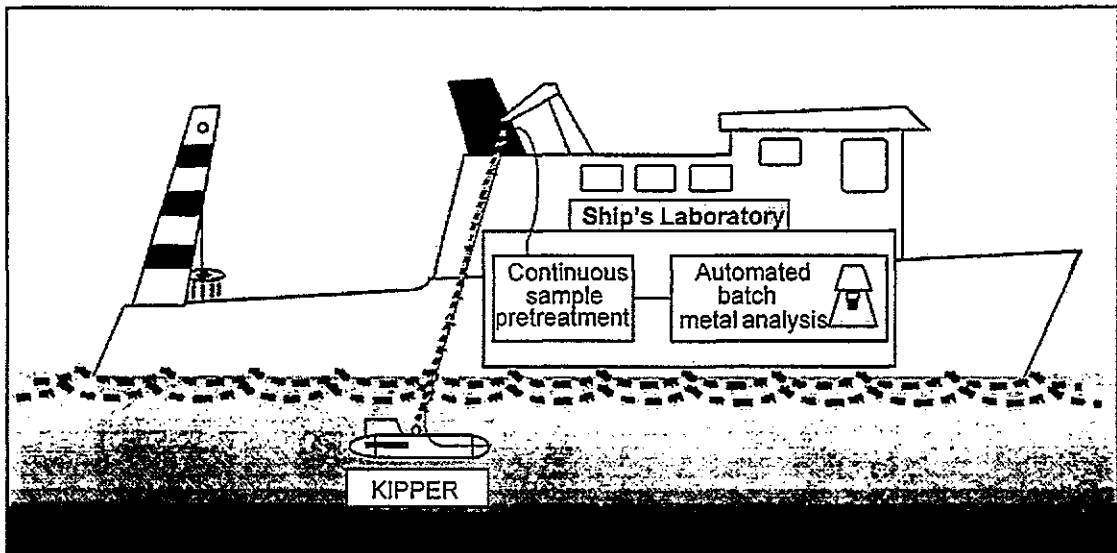 Ship's Laboratory
Continuous
sample
pretreatment
Automated
batch
metal analysis
KIPPER